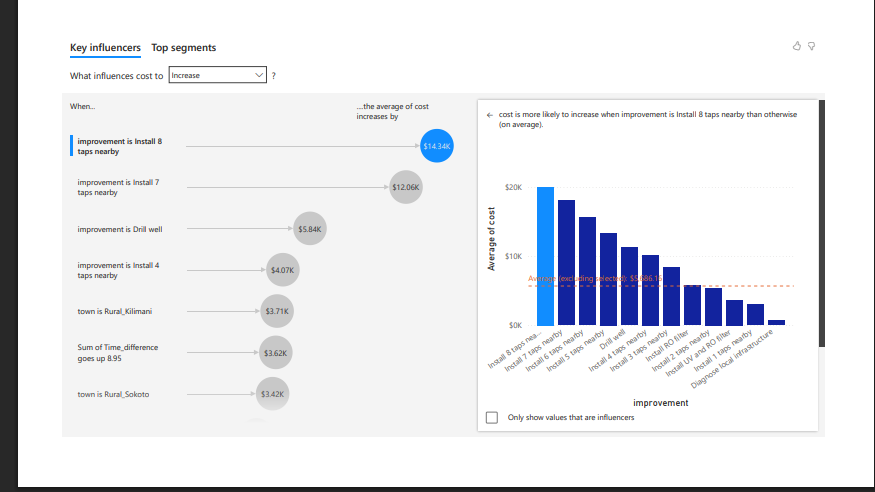 Key influencers Top segments
What influences cost to Increase ?
When...
...the average of cost
increases by
improvement is Install 8
taps nearby
$14.34K
improvement is Install 7
taps nearby
$12.06K
improvement is Drill well
$5.84K
improvement is Install 4
taps nearby
$4.07K
town is Rural_Kilimani
$3.71K
Sum of Time_difference
goes up 8.95
$3.62K
town is Rural_Sokoto
$3.42K
← cost is more likely to increase when improvement is Install 8 taps nearby than otherwise
(on average).
Average of cost
$20K
$10K
$0K
Average (excluding selected): $5,686.15
Install 8 taps nea...
Install 7 taps nearby
Install 6 taps nearby
Install 5 taps nearby
Drill well
Install 4 taps nearby
Install 3 taps nearby
Install RO filter
Install 2 taps nearby
Install UV and RO filter
Install 1 taps nearby
Diagnose local infrastructure
improvement
Only show values that are influencers